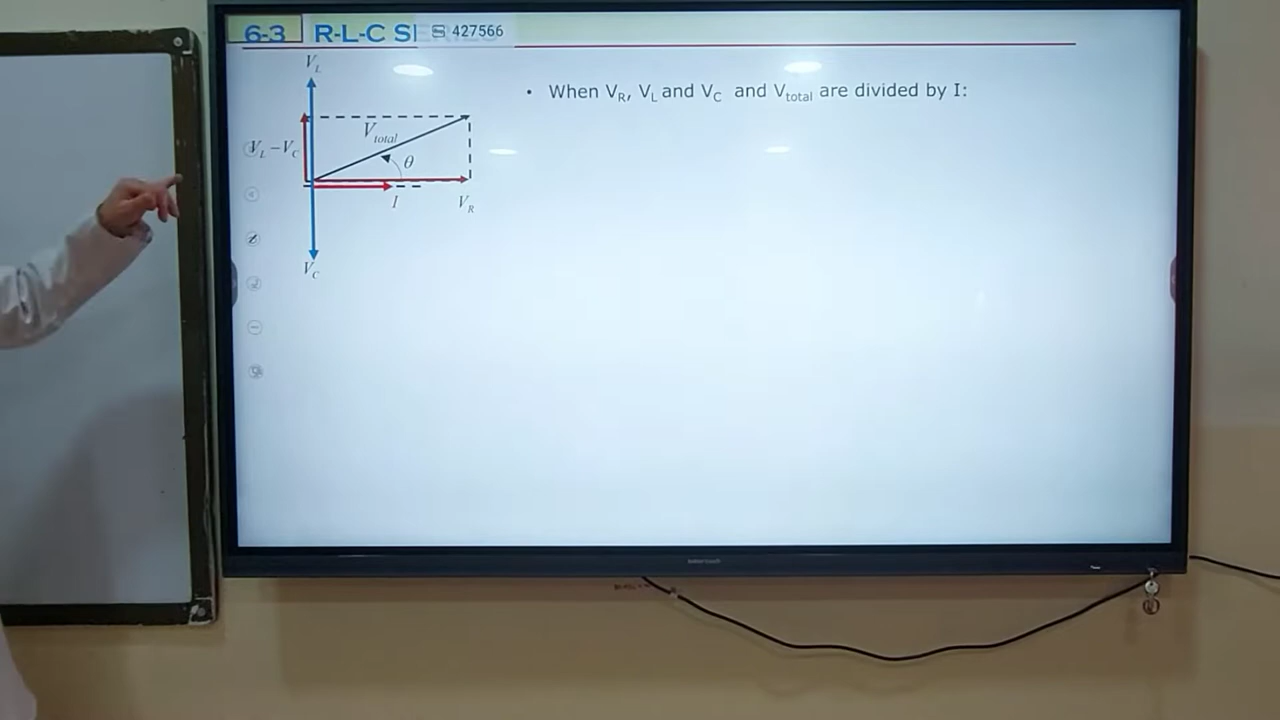 6-3 R-L-C S
427566
V_L
• When V_R, V_L and V_C and V_total are divided by I:
V_total
V_L – V_C
θ
I
V_R
V_C